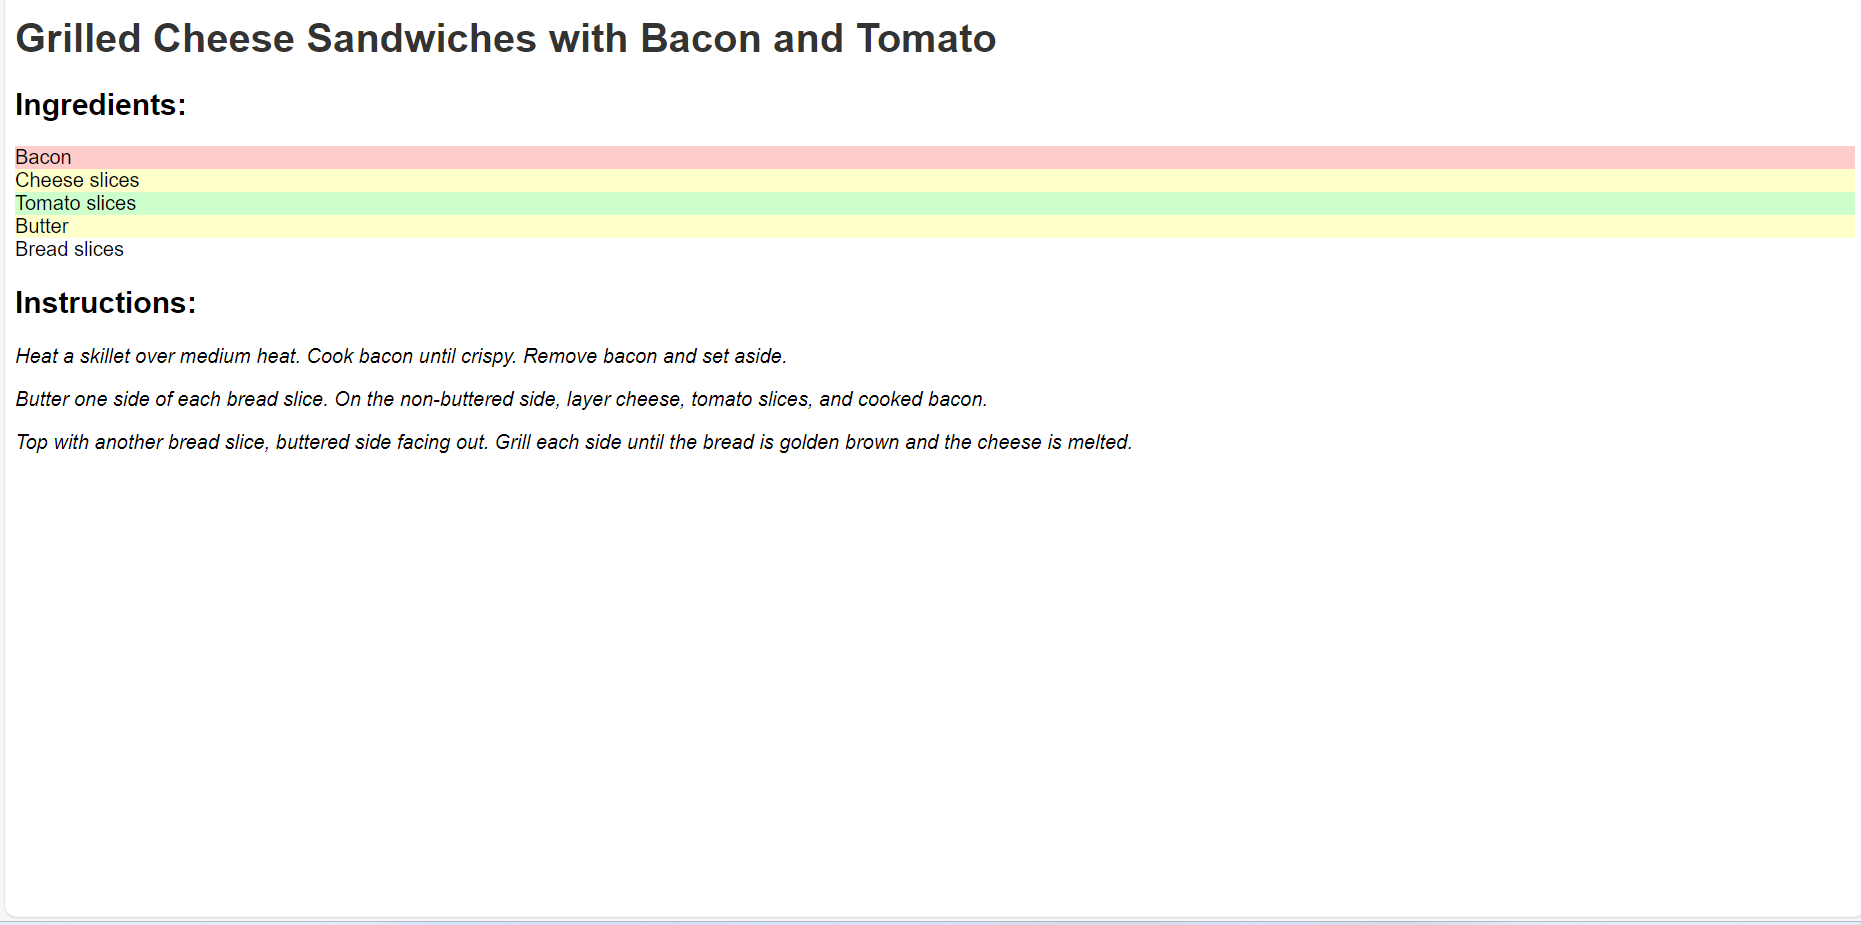 Grilled Cheese Sandwiches with Bacon and Tomato
Ingredients:
Bacon
Cheese slices
Tomato slices
Butter
Bread slices
Instructions:
Heat a skillet over medium heat. Cook bacon until crispy. Remove bacon and set aside.
Butter one side of each bread slice. On the non-buttered side, layer cheese, tomato slices, and cooked bacon.
Top with another bread slice, buttered side facing out. Grill each side until the bread is golden brown and the cheese is melted.